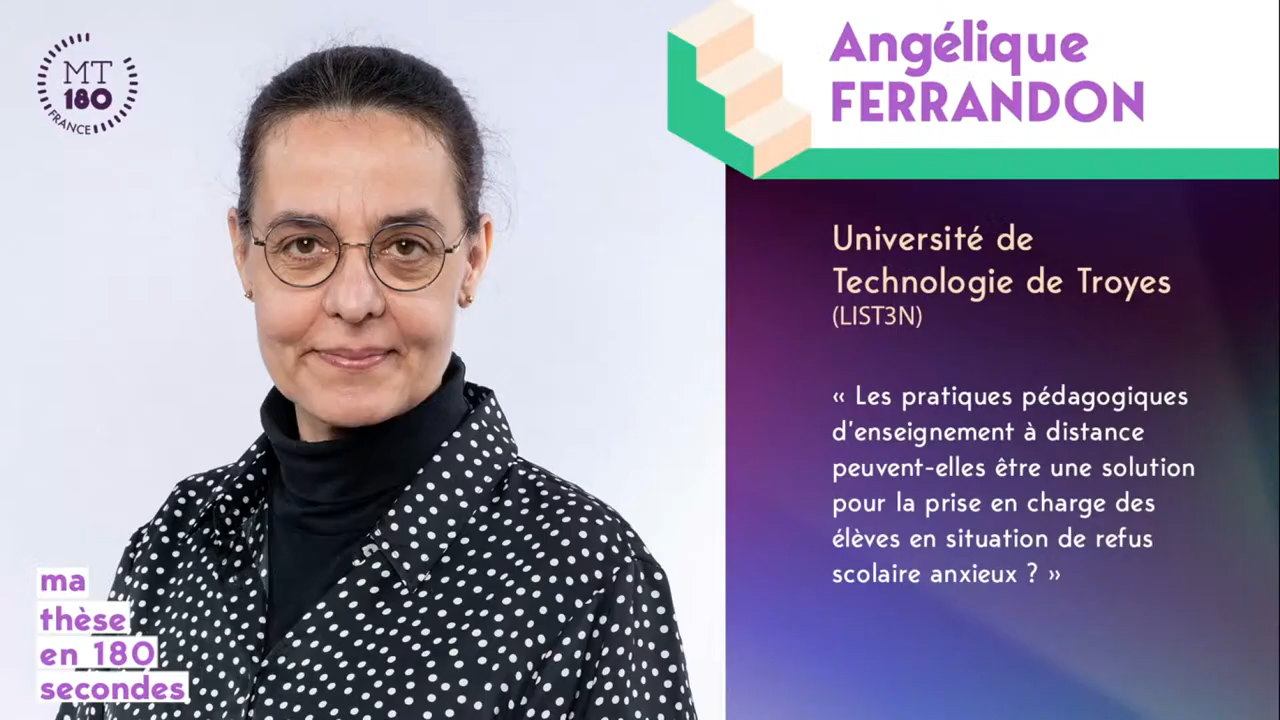 MT
180
FRANCE
Angélique
FERRANDON
Université de
Technologie de Troyes
(LIST3N)
« Les pratiques pédagogiques
d'enseignement à distance
peuvent-elles être une solution
pour la prise en charge des
élèves en situation de refus
scolaire anxieux ? »
ma
thèse
en 180
secondes